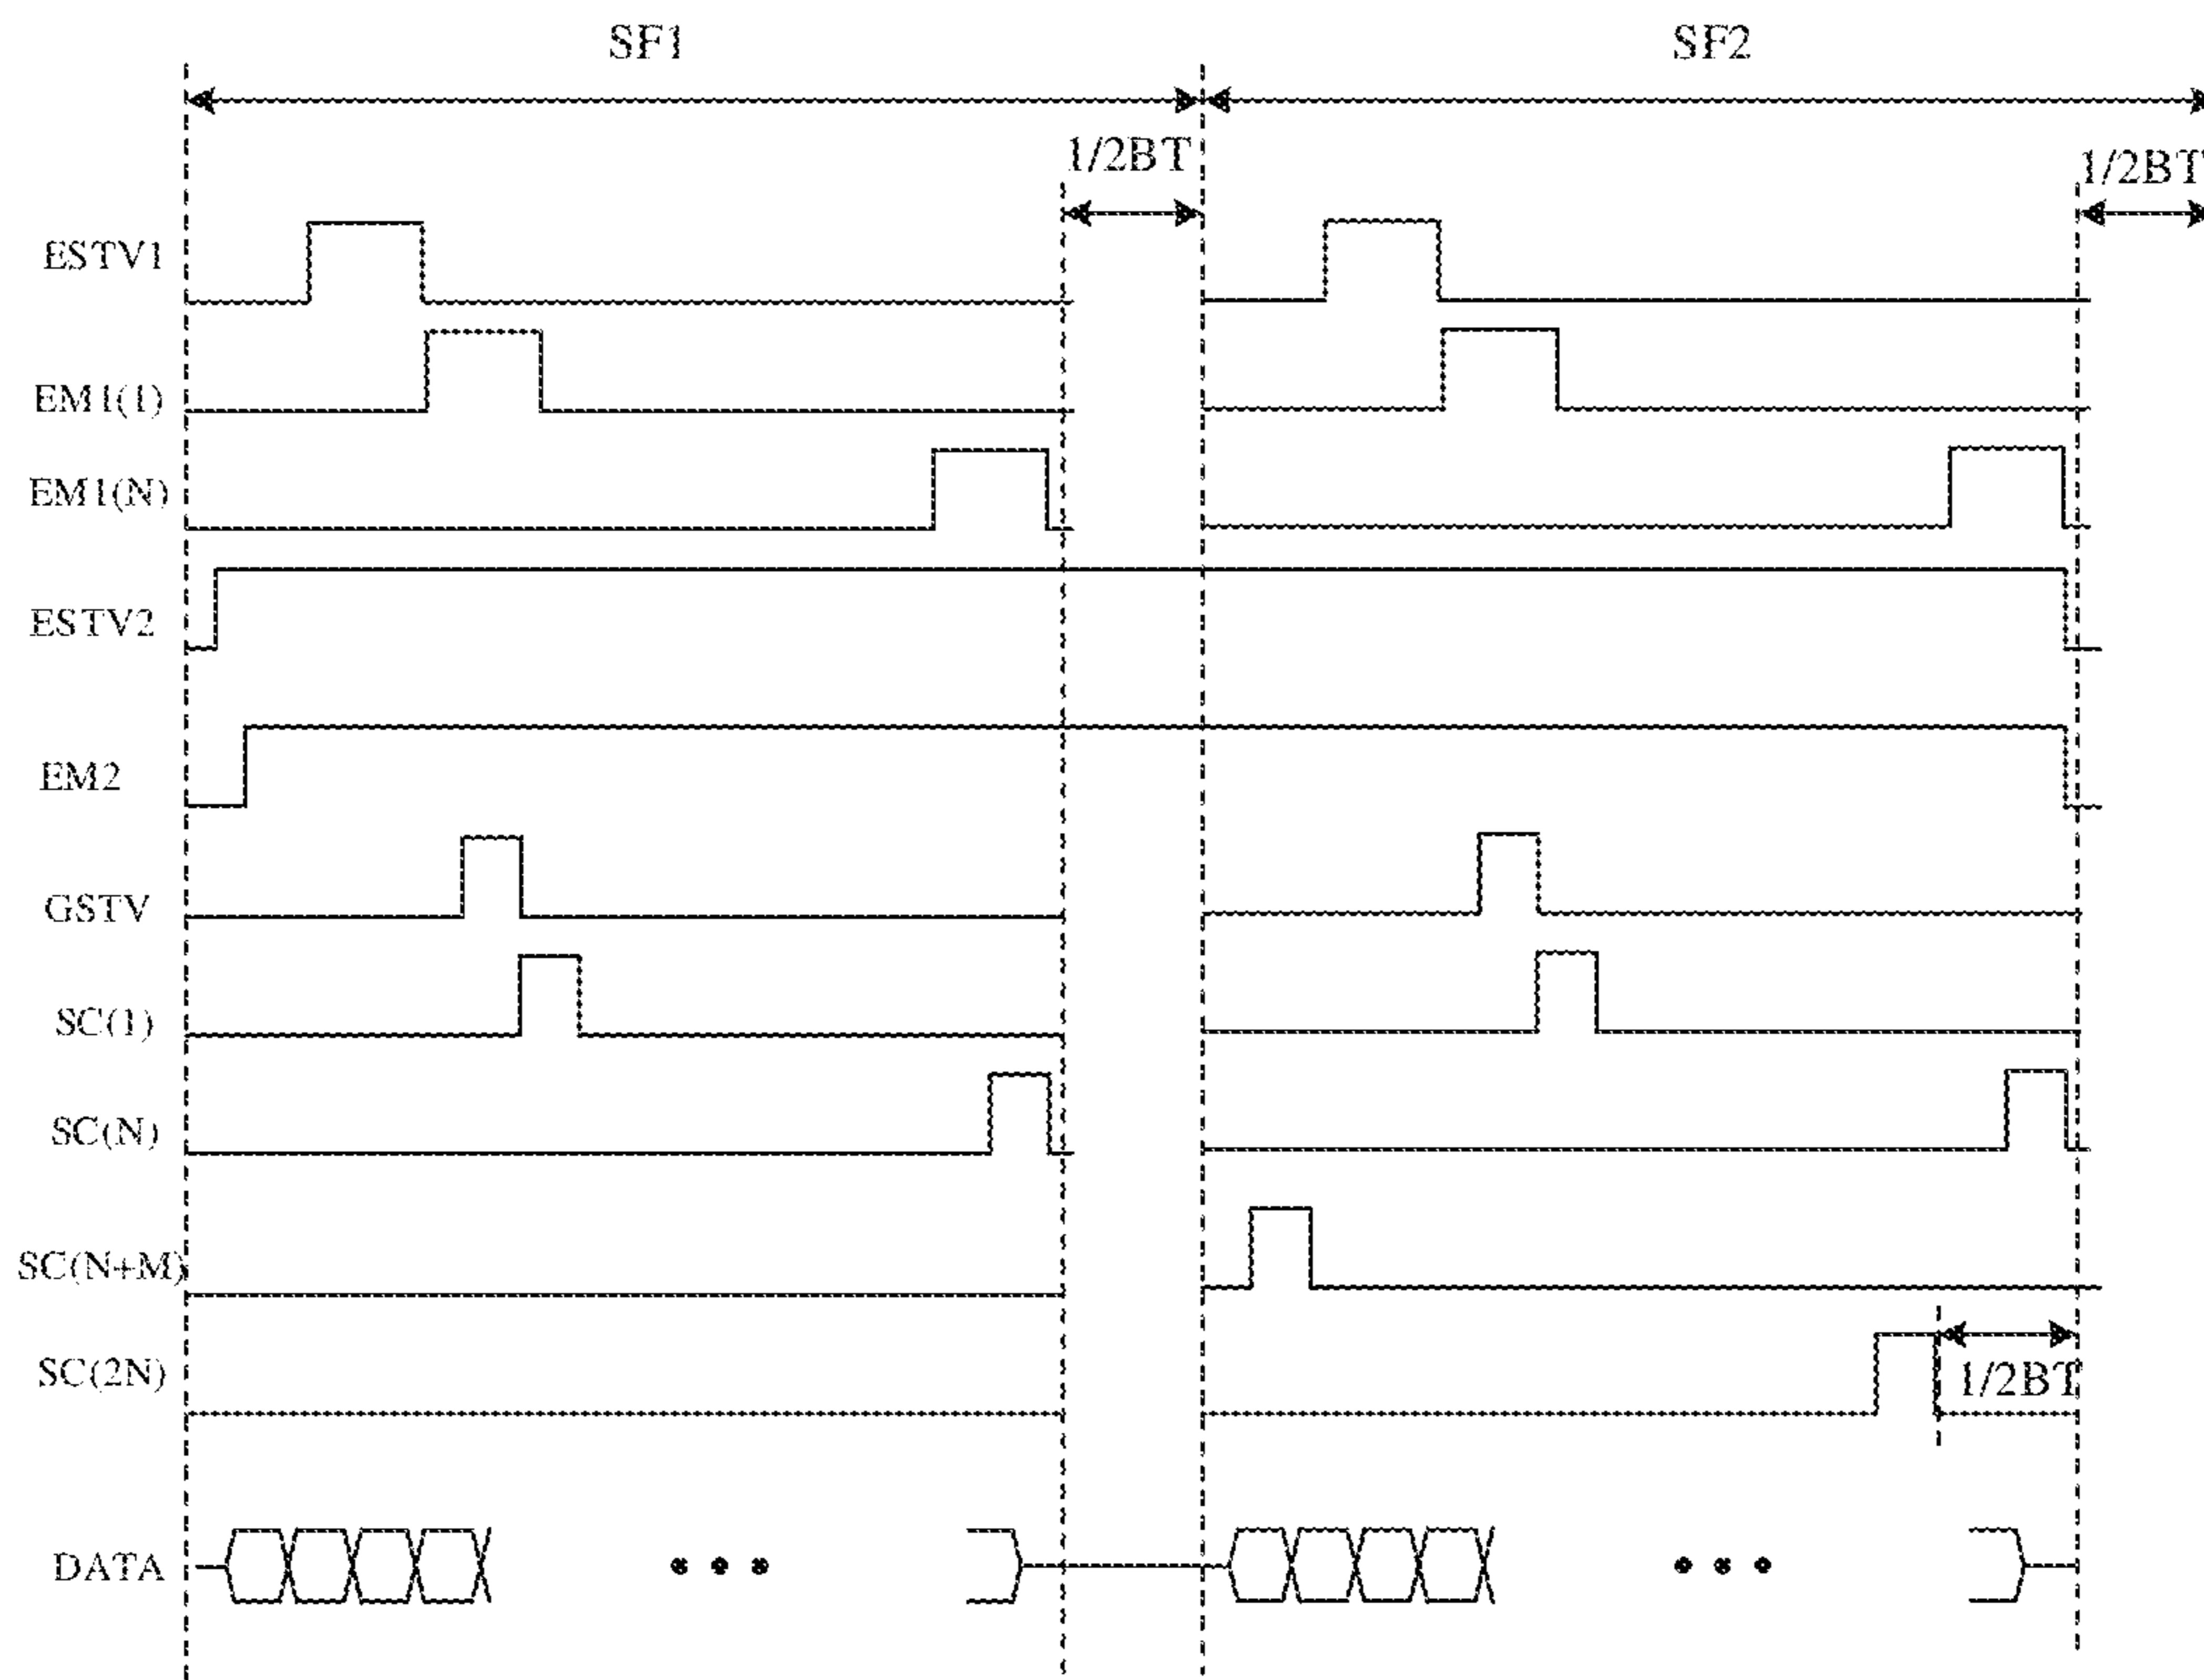 SF1 SF2
1/2BT 1/2BT
ESTV1
EM1(1)
EM1(N)
ESTV2
EM2
GSTV
SC(1)
SC(N)
SC(N+M)
SC(2N)
1/2BT
DATA